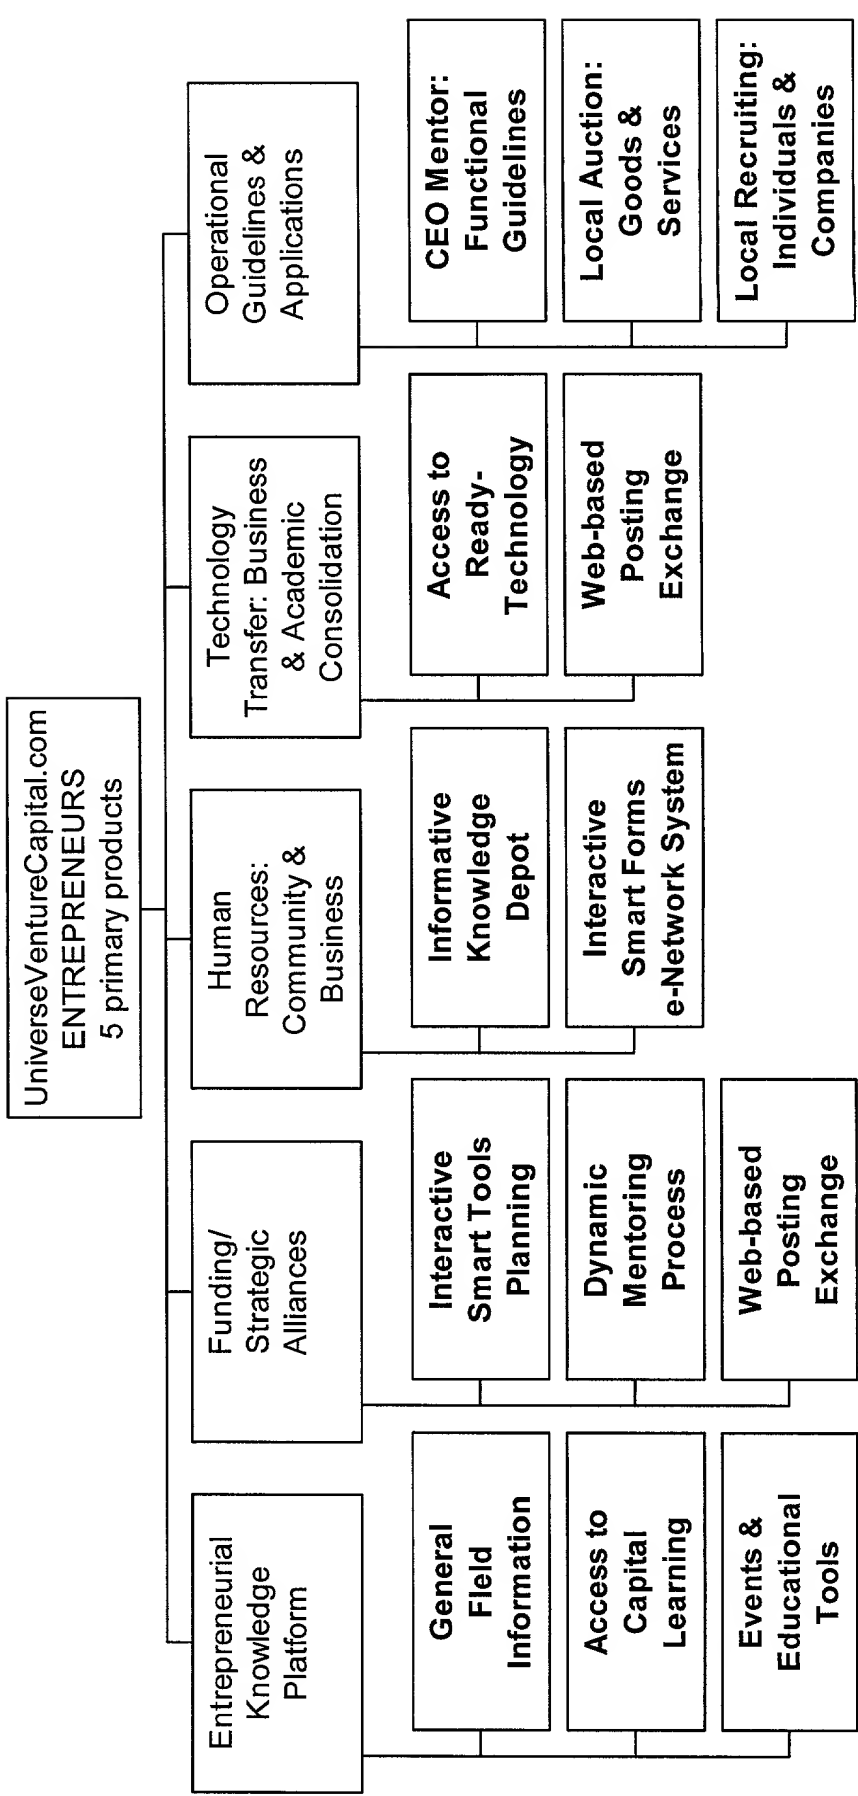 UniverseVentureCapital.com
ENTREPRENEURS
5 primary products
Entrepreneurial
Knowledge
Platform
General
FIeld
Information
Access to
Capital
Learning
Events &
Educational
Tools
Funding/
Strategic
Alliances
Interactive
Smart Tools
Planning
Dynamic
Mentoring
Process
Web-based
Posting
Exchange
Human
Resources:
Community &
Business
Informative
Knowledge
Depot
Interactive
Smart Forms
e-Network System
Technology
Transfer: Business
& Academic
Consolidation
Access to
Ready-
Technology
Web-based
Posting
Exchange
Operational
Guidelines &
Applications
CEO Mentor:
Functional
Guidelines
Local Auction:
Goods &
Services
Local Recruiting:
Individuals &
Companies